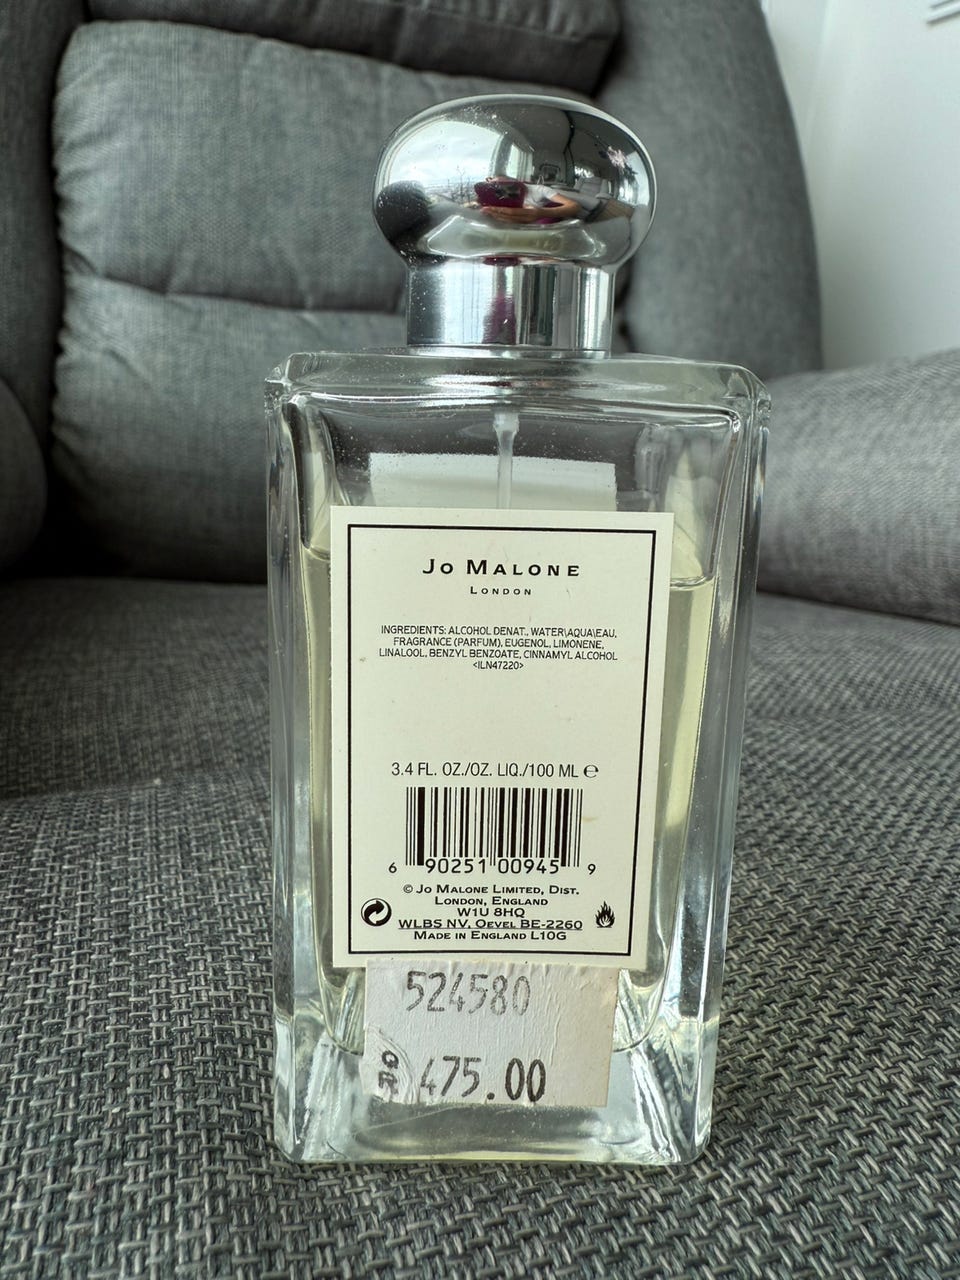 Jo Malone
London
INGREDIENTS: ALCOHOL DENAT., WATER\AQUA\EAU,
FRAGRANCE (PARFUM), EUGENOL, LIMONENE,
LINALOOL, BENZYL BENZOATE, CINNAMYL ALCOHOL
<ILN47220>
3.4 FL. OZ./OZ. LIQ./100 ML ℮
6 90251 00945 9
© Jo Malone Limited, Dist.
London, England
W1U 8HQ
WLBS NV, Oevel BE-2260
Made in England L10G
524580
475.00